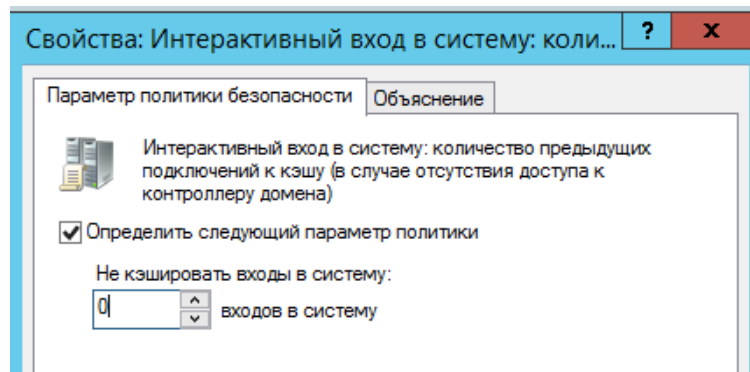 Свойства: Интерактивный вход в систему: коли... ? x
Параметр политики безопасности Объяснение
Интерактивный вход в систему: количество предыдущих
подключений к кэшу (в случае отсутствия доступа к
контроллеру домена)
Определить следующий параметр политики
Не кэшировать входы в систему:
0 входов в систему